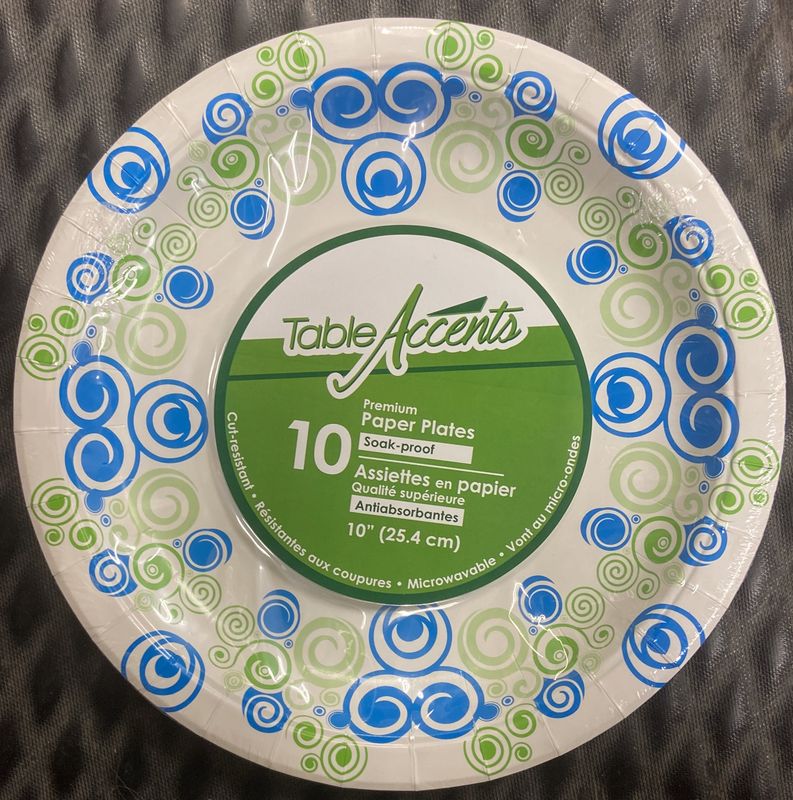 Table Accents
10
Premium
Paper Plates
Soak-proof
Assiettes en papier
Qualité supérieure
Antiabsorbantes
10" (25.4 cm)
Cut-resistant • Résistantes aux coupures • Microwavable • Vont au micro-ondes